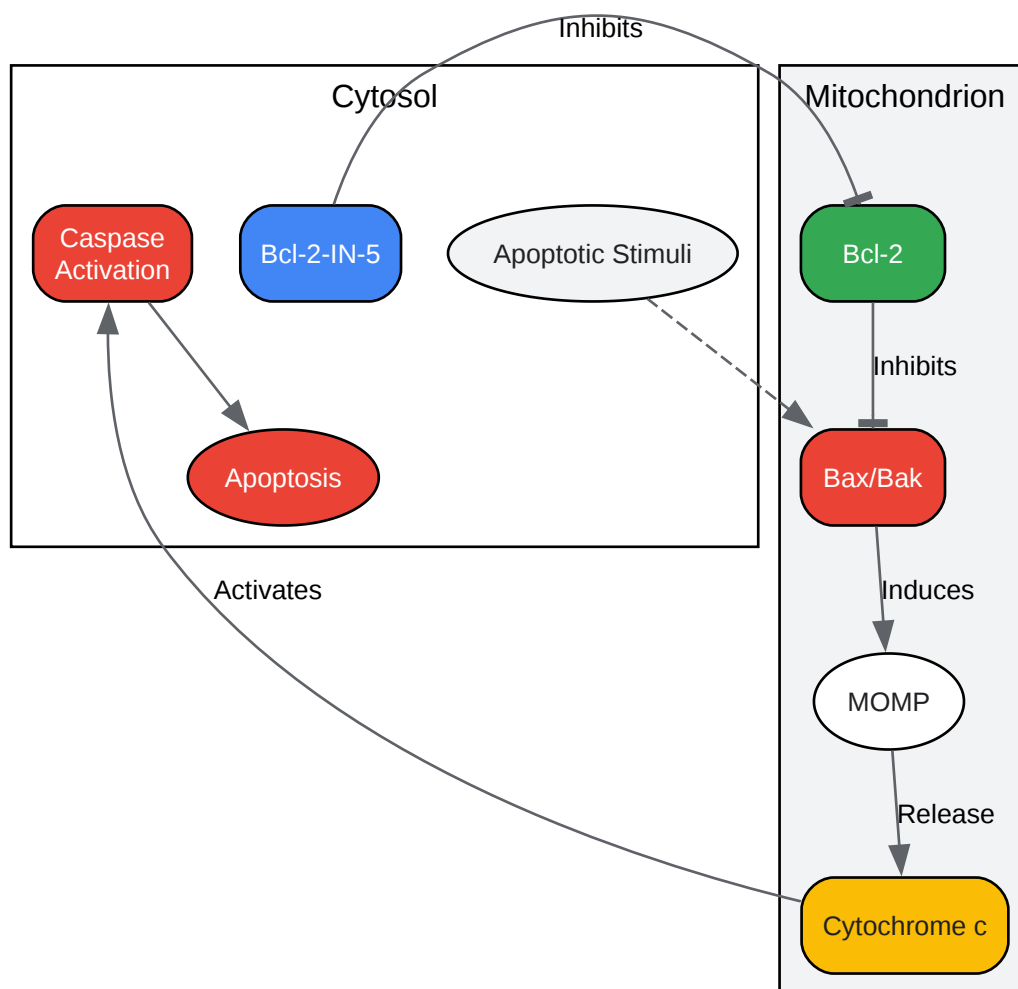 Inhibits
Cytosol
Mitochondrion
Caspase
Activation
Bcl-2-IN-5
Apoptotic Stimuli
Bcl-2
Inhibits
Apoptosis
Bax/Bak
Activates
Induces
MOMP
Release
Cytochrome c